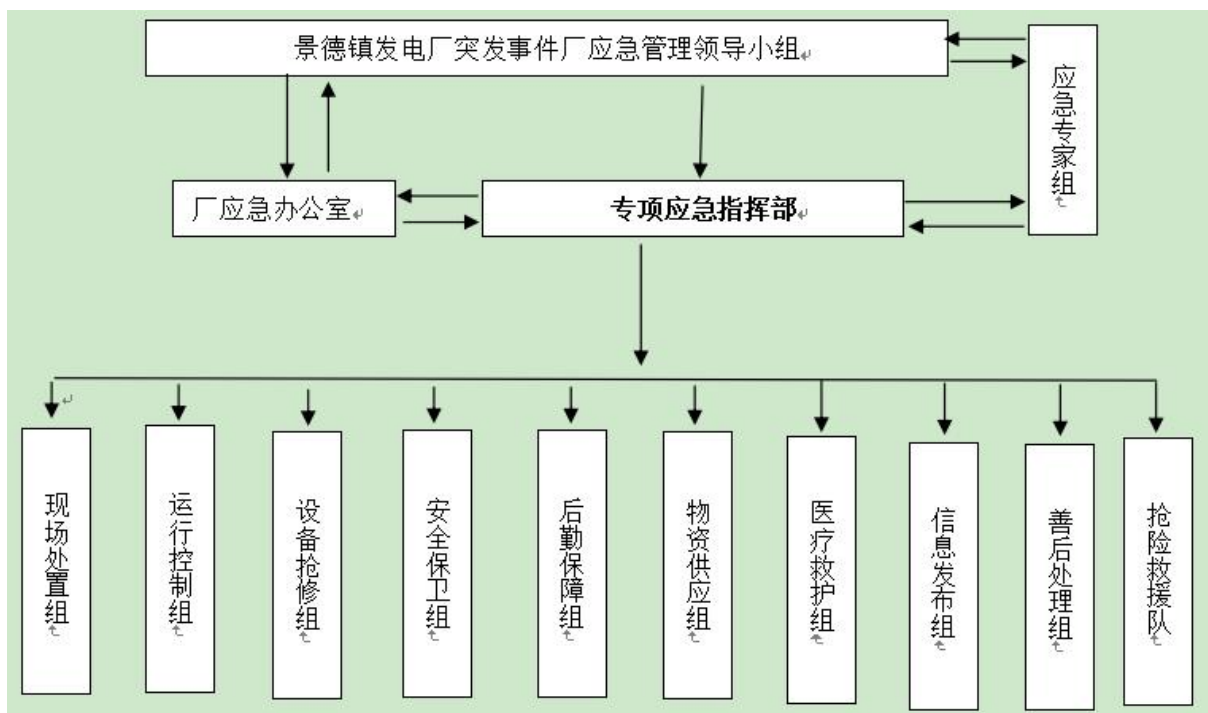 景德镇发电厂突发事件厂应急管理领导小组
应急专家组
厂应急办公室
专项应急指挥部
现场处置组
运行控制组
设备抢修组
安全保卫组
后勤保障组
物资供应组
医疗救护组
信息发布组
善后处理组
抢险救援队